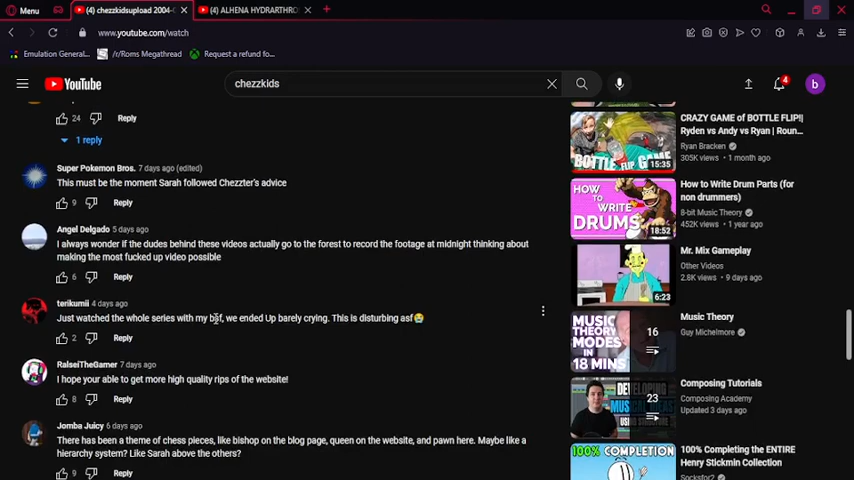 Menu
(4) chezzkidsupload 2004-
(4) ALHENA HYDRARTHRO
www.youtube.com/watch
Emulation General...
/r/Roms Megathread
Request a refund fo...
YouTube
chezzkids
4
b
24
Reply
1 reply
Super Pokemon Bros. 7 days ago (edited)
This must be the moment Sarah followed Chezzter's advice
Reply
Angel Delgado 5 days ago
I always wonder if the dudes behind these videos actually go to the forest to record the footage at midnight thinking about
making the most fucked up video possible
6
Reply
terikumii 4 days ago
Just watched the whole series with my bsf, we ended Up barely crying. This is disturbing asf😭
2
Reply
RalseiTheGamer 7 days ago
I hope your able to get more high quality rips of the website!
8
Reply
Jomba Juicy 6 days ago
There has been a theme of chess pieces, like bishop on the blog page, queen on the website, and pawn here. Maybe like a
hierarchy system? Like Sarah above the others?
9
Reply
BOTTLE FLIP
GAME
15:35
CRAZY GAME of BOTTLE FLIP!|
Ryden vs Andy vs Ryan | Roun...
Ryan Bracken
305K views • 1 month ago
HOW TO
WRITE
DRUMS
18:52
How to Write Drum Parts (for
non drummers)
8-bit Music Theory
452K views • 1 year ago
6:23
Mr. Mix Gameplay
Other Videos
2.8K views • 9 days ago
MUSIC
THEORY
MODES
IN
18 MINS
16
Music Theory
Guy Michelmore
DEVELOPING
23
Composing Tutorials
Composing Academy
Updated 3 days ago
100%
COMPLETION
100% Completing the ENTIRE
Henry Stickmin Collection
Socksfor2